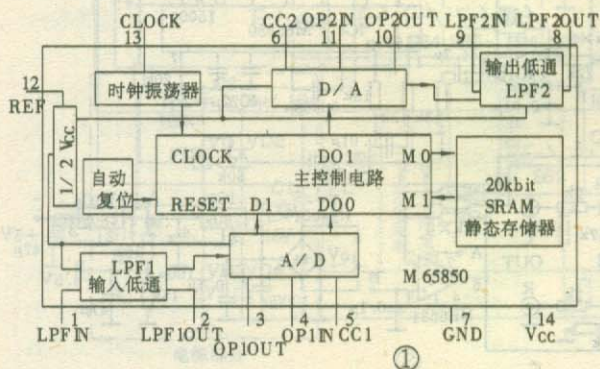 CLOCK CC2 OP2IN OP2OUT LPF2IN LPF2OUT
13 6 11 10 9 8
12
REF
时钟振荡器
D/A
输出低通
LPF2
1/2 Vcc
自动
复位
CLOCK DO1 M0
主控制电路
RESET D1 DO0 M1
20kbit
SRAM
静态存储器
LPF1
输入低通
A/D
M 65850
1 2 3 4 5 7 14
LPFIN LPF1OUT OP1OUT OP1IN CC1 GND Vcc
①